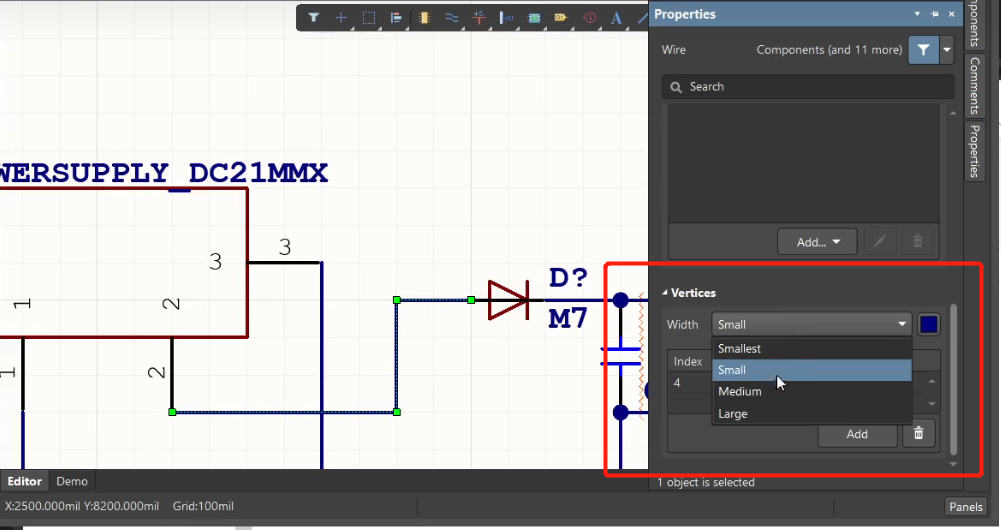 Properties
Wire
Components (and 11 more)
Search
Add...
Vertices
Width
Small
Smallest
Small
Medium
Large
Index
4
Add
1 object is selected
Comments
Properties
WERSUPPLY_DC21MMX
3
3
1
2
1
2
D?
M7
Editor
Demo
X:2500.000mil Y:8200.000mil
Grid:100mil
Panels